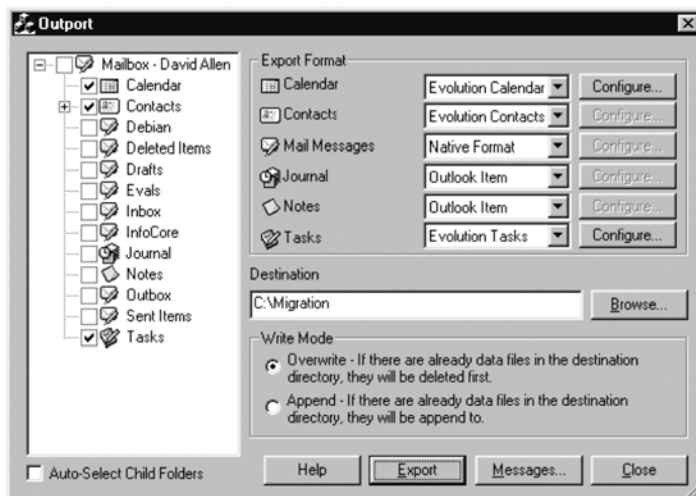 Outport
Mailbox - David Allen
Calendar
Contacts
Debian
Deleted Items
Drafts
Evals
Inbox
InfoCore
Journal
Notes
Outbox
Sent Items
Tasks
Auto-Select Child Folders
Export Format
Calendar Evolution Calendar Configure...
Contacts Evolution Contacts Configure...
Mail Messages Native Format Configure...
Journal Outlook Item Configure...
Notes Outlook Item Configure...
Tasks Evolution Tasks Configure...
Destination
C:\Migration Browse...
Write Mode
Overwrite - If there are already data files in the destination
directory, they will be deleted first.
Append - If there are already data files in the destination
directory, they will be append to.
Help Export Messages... Close